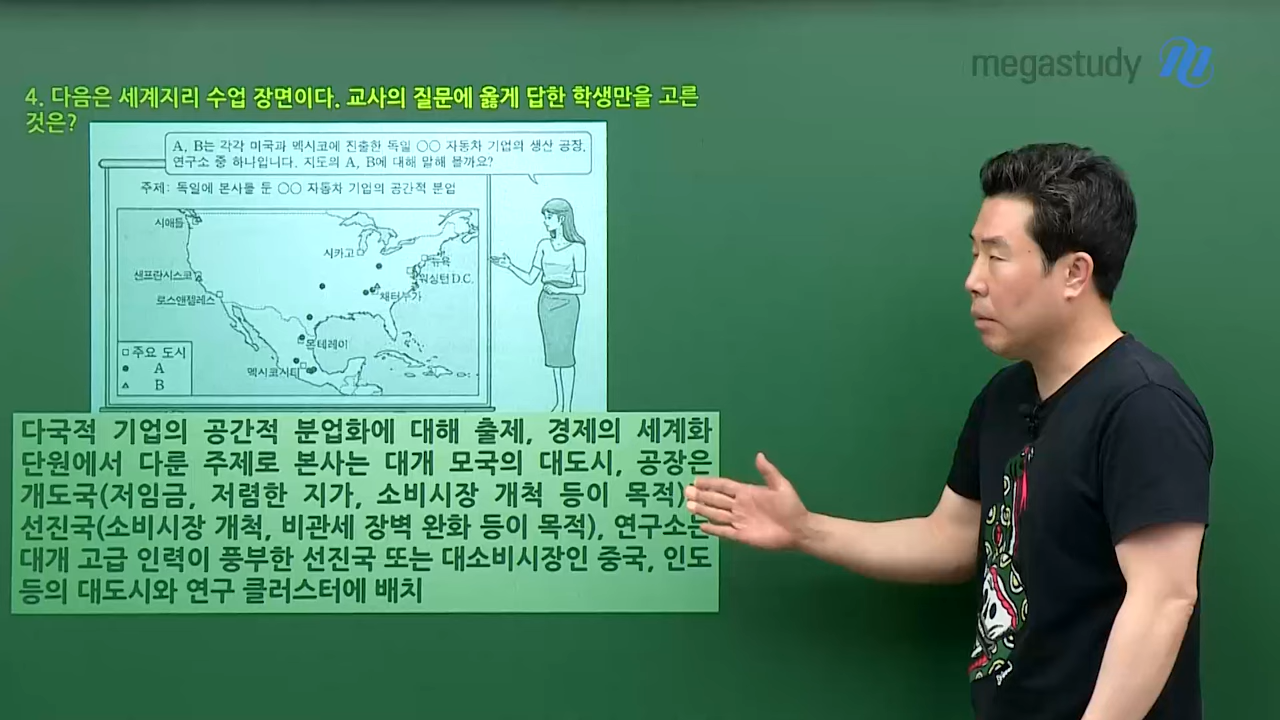 megastudy
4. 다음은 세계지리 수업 장면이다. 교사의 질문에 옳게 답한 학생만을 고른
것은?
A, B는 각각 미국과 멕시코에 진출한 독일 ○○ 자동차 기업의 생산 공장,
연구소 중 하나입니다. 지도의 A, B에 대해 말해 볼까요?
주제: 독일에 본사를 둔 ○○ 자동차 기업의 공간적 분업
시애틀
시카고
뉴욕
샌프란시스코
워싱턴D.C.
로스앤젤레스
채터누가
몬테레이
□주요 도시
멕시코시티
● A
▲ B
다국적 기업의 공간적 분업화에 대해 출제, 경제의 세계화
단원에서 다룬 주제로 본사는 대개 모국의 대도시, 공장은
개도국(저임금, 저렴한 지가, 소비시장 개척 등이 목적),
선진국(소비시장 개척, 비관세 장벽 완화 등이 목적), 연구소는
대개 고급 인력이 풍부한 선진국 또는 대소비시장인 중국, 인도
등의 대도시와 연구 클러스터에 배치